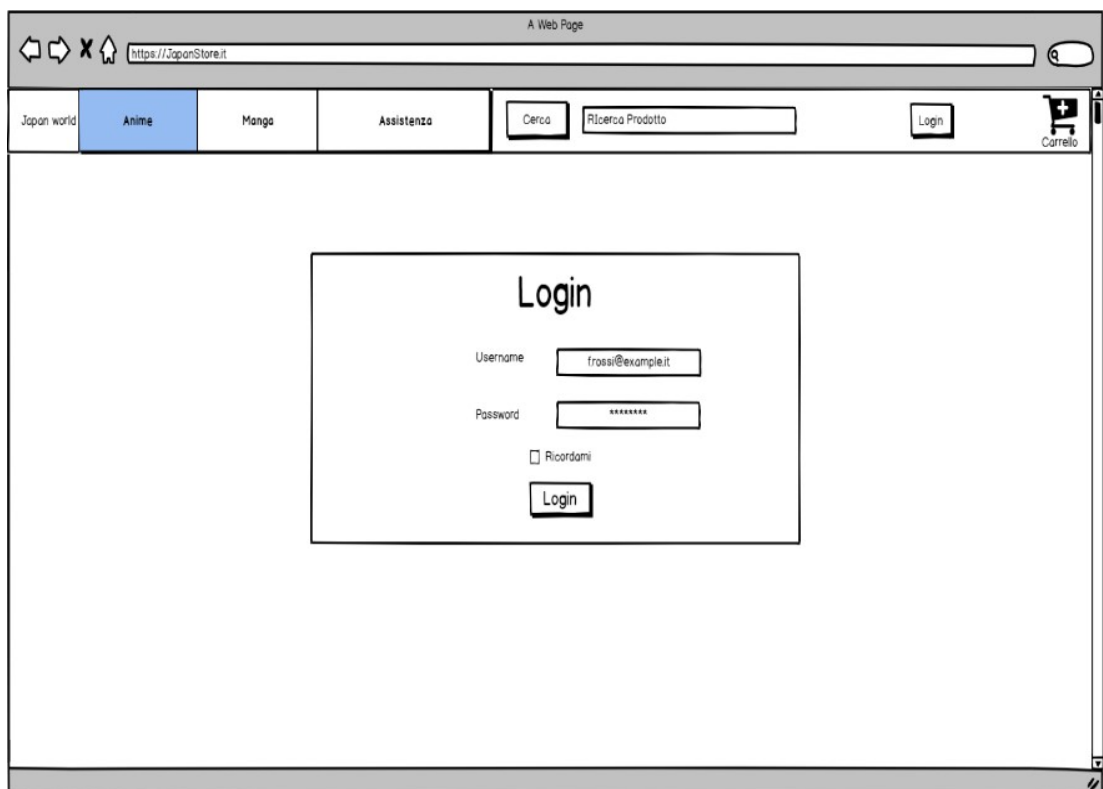 A Web Page
https://JapanStore.it
Japan world Anime Manga Assistenza Cerca RIcerca Prodotto Login
Carrello
Login
Username frossi@example.it
Password ********
Ricordami
Login